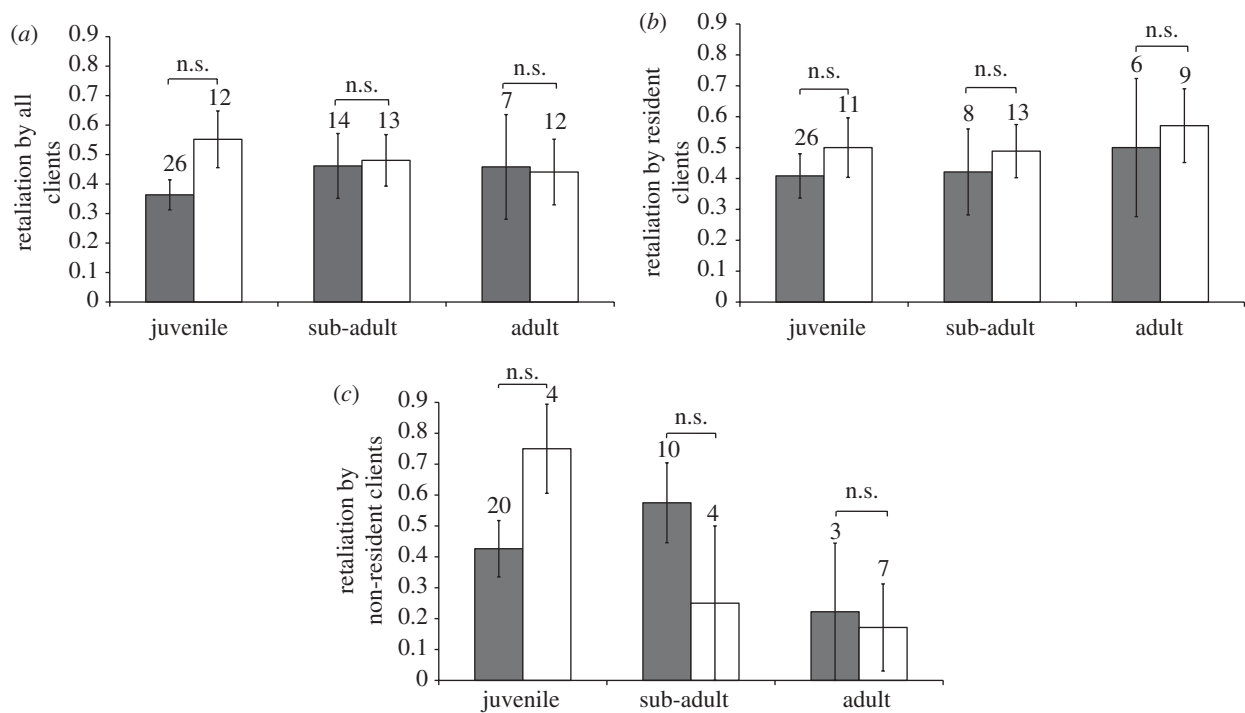 (a)
retaliation by all
clients
0.9
0.8
0.7
0.6
0.5
0.4
0.3
0.2
0.1
0
n.s.
n.s.
n.s.
26
12
14
13
7
12
juvenile
sub-adult
adult
(b)
retaliation by resident
clients
0.9
0.8
0.7
0.6
0.5
0.4
0.3
0.2
0.1
0
n.s.
n.s.
n.s.
26
11
8
13
6
9
juvenile
sub-adult
adult
(c)
retaliation by
non-resident clients
0.9
0.8
0.7
0.6
0.5
0.4
0.3
0.2
0.1
0
n.s.
n.s.
n.s.
20
4
10
4
3
7
juvenile
sub-adult
adult